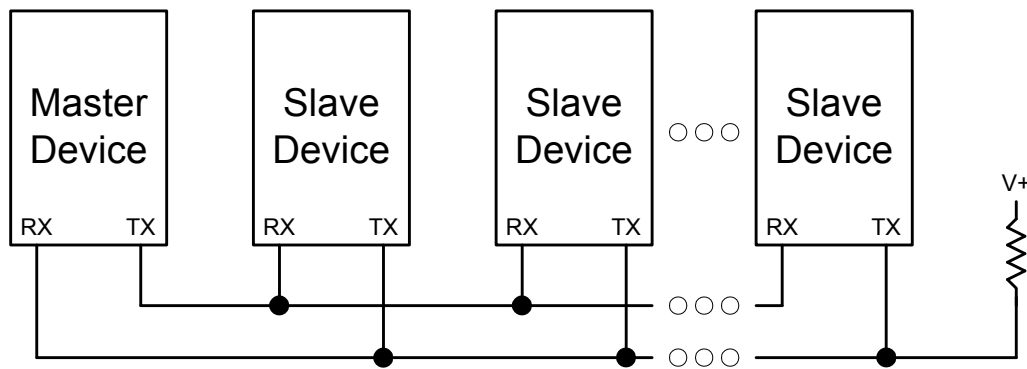 Master
Device
Slave
Device
Slave
Device
Slave
Device
RX TX
RX TX
RX TX
RX TX
V+